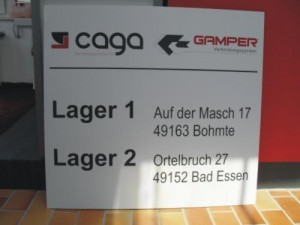 caga
GAMPER
Lager 1 Auf der Masch 17
49163 Bohmte
Lager 2 Ortelbruch 27
49152 Bad Essen